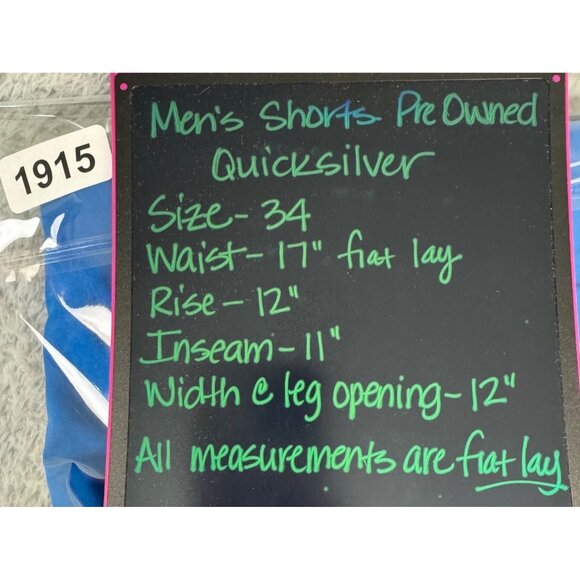 Men's Shorts Pre Owned
Quicksilver
1915
Size - 34
Waist - 17" flat lay
Rise - 12"
Inseam - 11"
Width @ leg opening - 12"
All measurements are flat lay